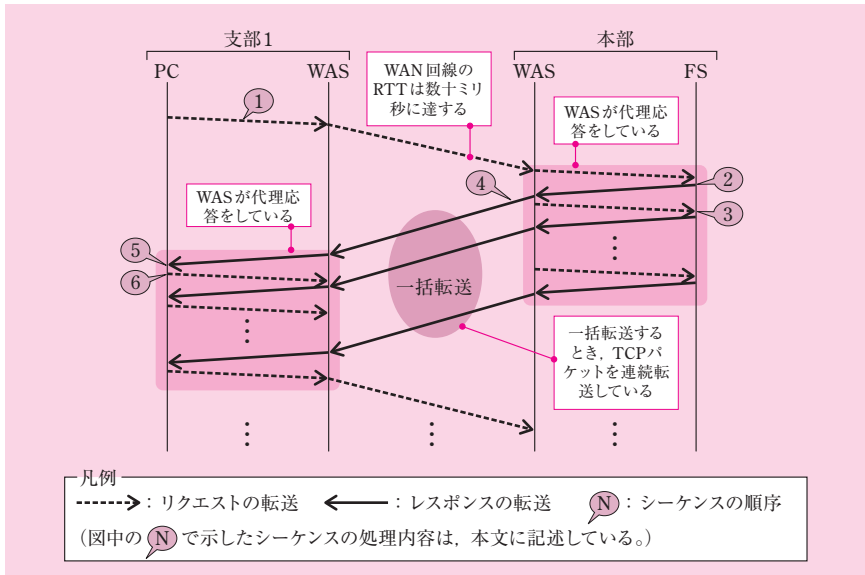 支部1
本部
PC
WAS
WAS
FS
WAN回線の
RTTは数十ミリ
秒に達する
1
WASが代理応
答をしている
2
4
3
WASが代理応
答をしている
5
6
一括転送
一括転送する
とき，TCPパ
ケットを連続転
送している
凡例
：リクエストの転送 ：レスポンスの転送 N：シーケンスの順序
（図中の N で示したシーケンスの処理内容は，本文に記述している。）